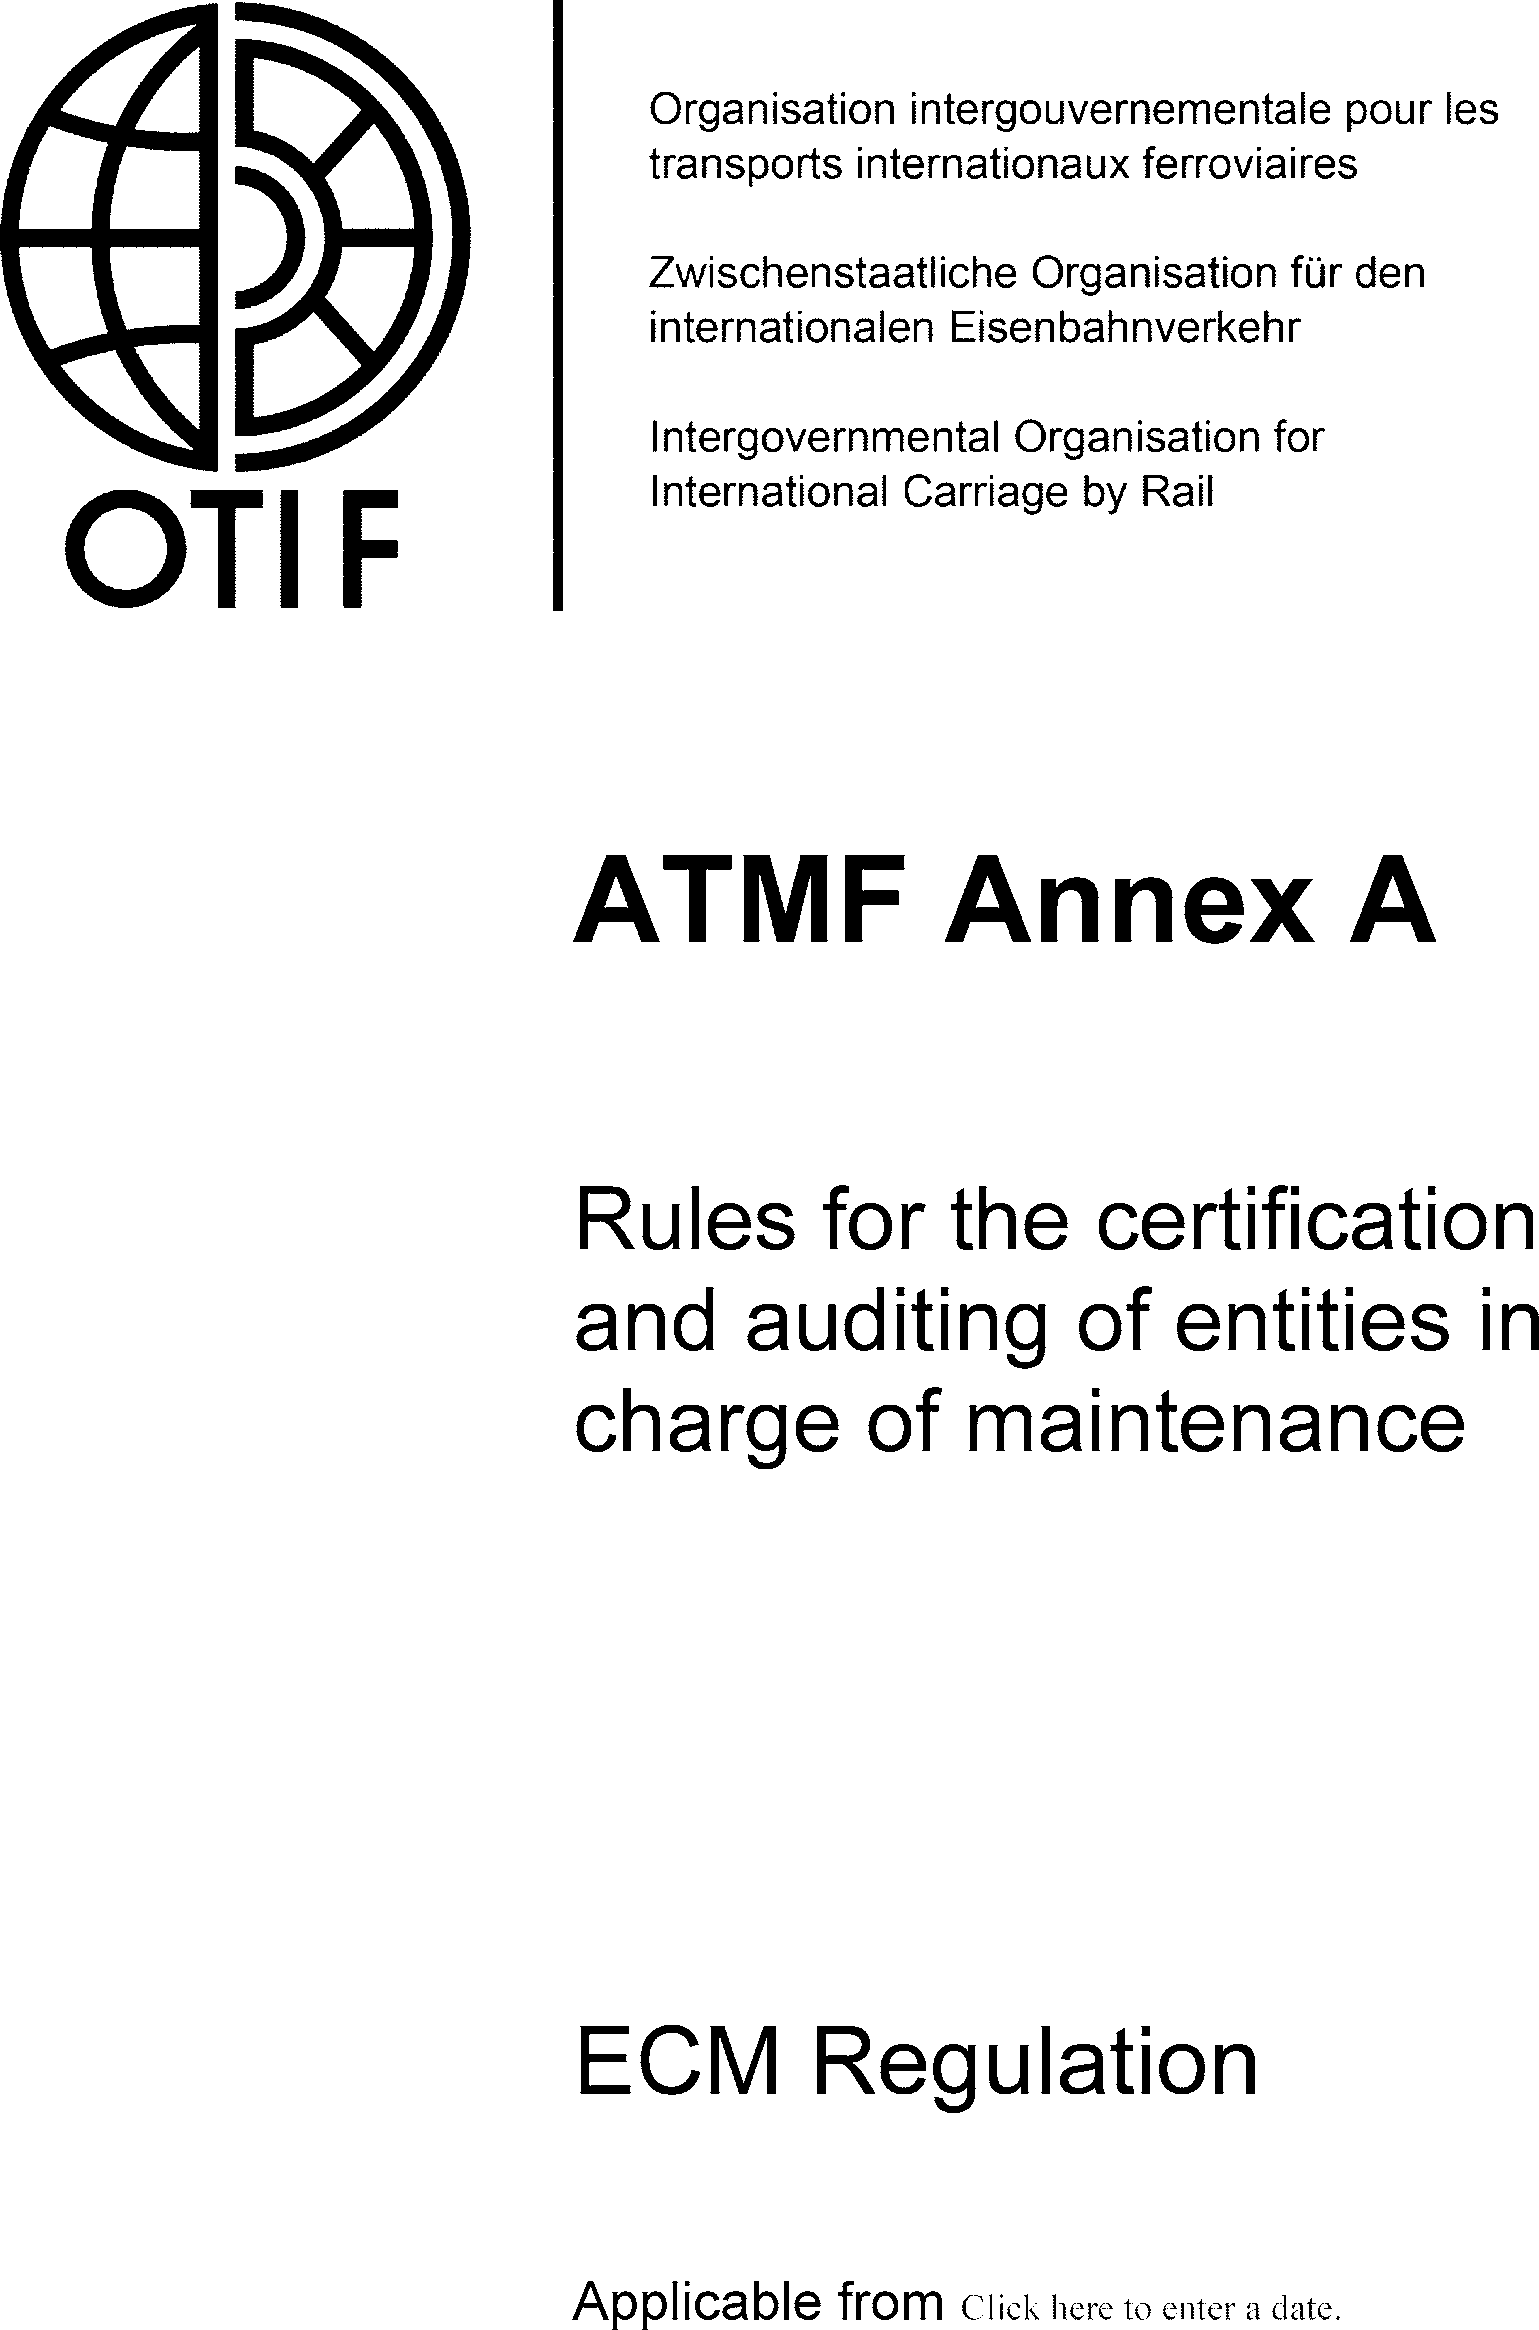 Organisation intergouvernementale pour les
transports internationaux ferroviaires
Zwischenstaatliche Organisation für den
internationalen Eisenbahnverkehr
Intergovernmental Organisation for
International Carriage by Rail
OTIF
ATMF Annex A
Rules for the certification
and auditing of entities in
charge of maintenance
ECM Regulation
Applicable from Click here to enter a date.